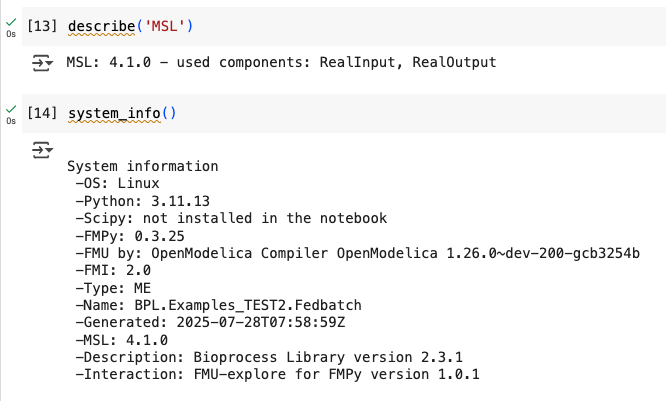 [13] describe('MSL')
0s
MSL: 4.1.0 - used components: RealInput, RealOutput
[14] system_info()
0s
System information
-OS: Linux
-Python: 3.11.13
-Scipy: not installed in the notebook
-FMPy: 0.3.25
-FMU by: OpenModelica Compiler OpenModelica 1.26.0~dev-200-gcb3254b
-FMI: 2.0
-Type: ME
-Name: BPL.Examples_TEST2.Fedbatch
-Generated: 2025-07-28T07:58:59Z
-MSL: 4.1.0
-Description: Bioprocess Library version 2.3.1
-Interaction: FMU-explore for FMPy version 1.0.1